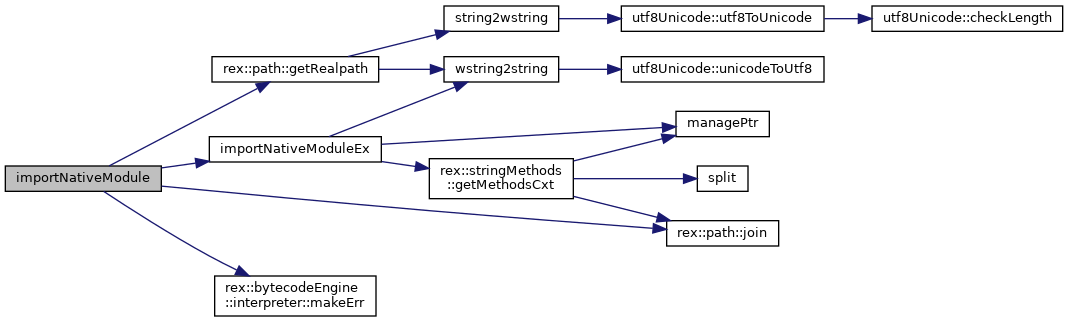 string2wstring
utf8Unicode::utf8ToUnicode
utf8Unicode::checkLength
rex::path::getRealpath
wstring2string
utf8Unicode::unicodeToUtf8
managePtr
importNativeModuleEx
rex::stringMethods
::getMethodsCxt
importNativeModule
split
rex::path::join
rex::bytecodeEngine
::interpreter::makeErr